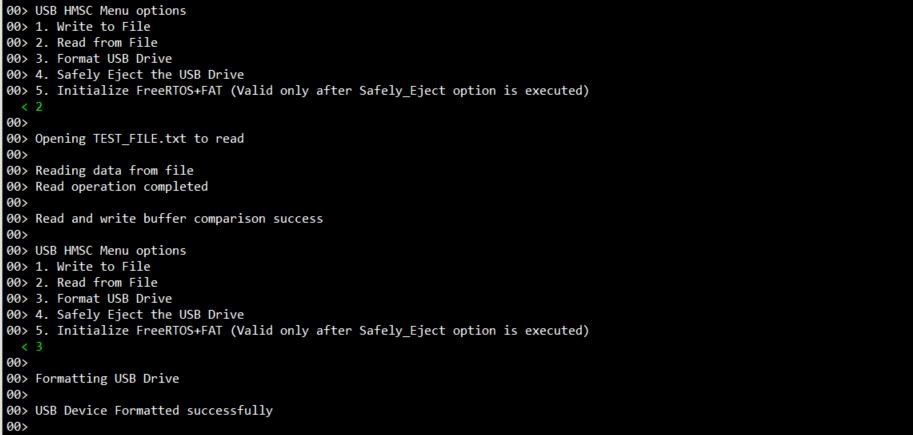 00> USB HMSC Menu options
00> 1. Write to File
00> 2. Read from File
00> 3. Format USB Drive
00> 4. Safely Eject the USB Drive
00> 5. Initialize FreeRTOS+FAT (Valid only after Safely_Eject option is executed)
< 2
00>
00> Opening TEST_FILE.txt to read
00>
00> Reading data from file
00> Read operation completed
00>
00> Read and write buffer comparison success
00>
00> USB HMSC Menu options
00> 1. Write to File
00> 2. Read from File
00> 3. Format USB Drive
00> 4. Safely Eject the USB Drive
00> 5. Initialize FreeRTOS+FAT (Valid only after Safely_Eject option is executed)
< 3
00>
00> Formatting USB Drive
00>
00> USB Device Formatted successfully
00>